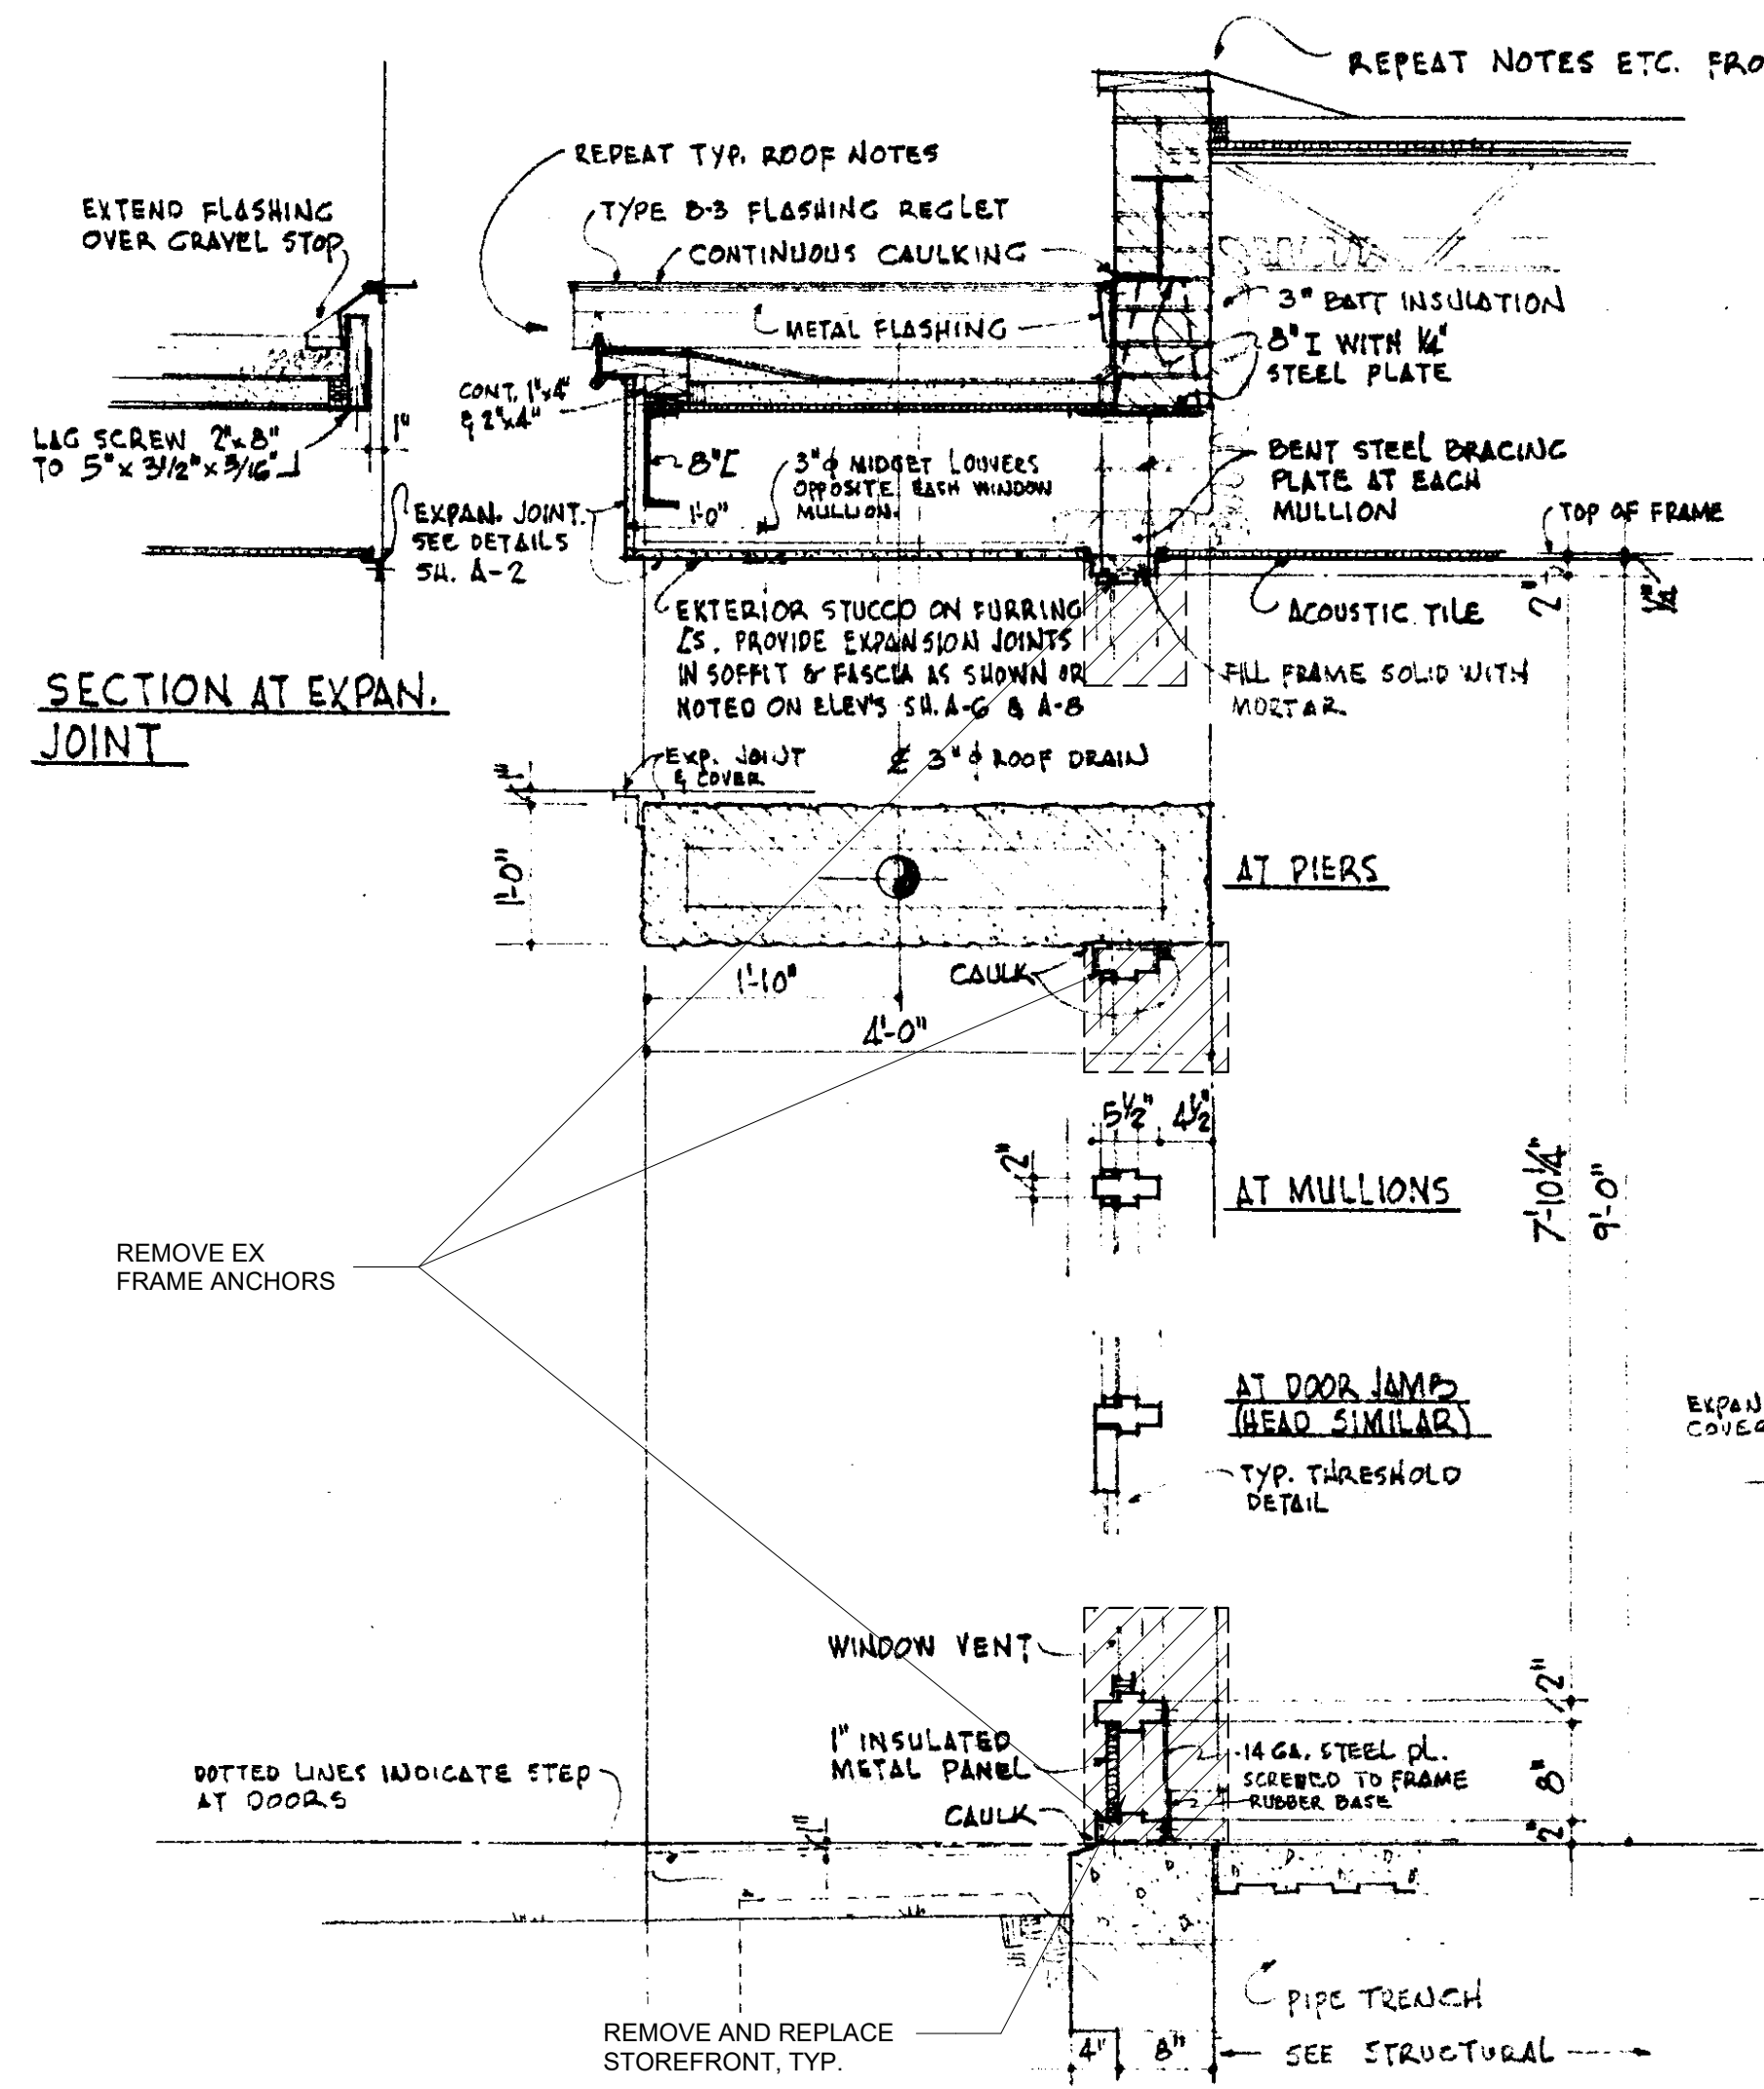 REPEAT NOTES ETC. FRO
REPEAT TYP. ROOF NOTES
EXTEND FLASHING
OVER GRAVEL STOP
TYPE B-3 FLASHING REGLET
CONTINUOUS CAULKING
METAL FLASHING
3" BATT INSULATION
8" I WITH 1/4"
STEEL PLATE
CONT. 1"x4"
& 2"x4"
LAG SCREW 2"x8"
TO 5"x 3 1/2"x 3/16"
1"
8"[
3"ϕ MIDGET LOUVERS
OPPOSITE EACH WINDOW
MULLION.
1'-0"
BENT STEEL BRACING
PLATE AT EACH
MULLION
TOP OF FRAME
EXPAN. JOINT.
SEE DETAILS
SH. A-2
2"
1/4"
ACOUSTIC TILE
EXTERIOR STUCCO ON FURRING
[S. PROVIDE EXPANSION JOINTS
IN SOFFIT & FASCIA AS SHOWN OR
NOTED ON ELEV'S SH. A-6 & A-8
FILL FRAME SOLID WITH
MORTAR.
SECTION AT EXPAN.
JOINT
EXP. JOINT
& COVER
℄ 3"ϕ ROOF DRAIN
1"
1'-0"
AT PIERS
CAULK
1'-10"
4'-0"
5 1/2"
4 1/2"
2"
AT MULLIONS
7'-10 1/4"
9'-0"
REMOVE EX
FRAME ANCHORS
AT DOOR JAMB
(HEAD SIMILAR)
EXPAN
COVER
TYP. THRESHOLD
DETAIL
WINDOW VENT
2"
1" INSULATED
METAL PANEL
14 GA. STEEL PL.
SCREWED TO FRAME
RUBBER BASE
8"
DOTTED LINES INDICATE STEP
AT DOORS
CAULK
2"
PIPE TRENCH
REMOVE AND REPLACE
STOREFRONT, TYP.
4"
8"
SEE STRUCTURAL